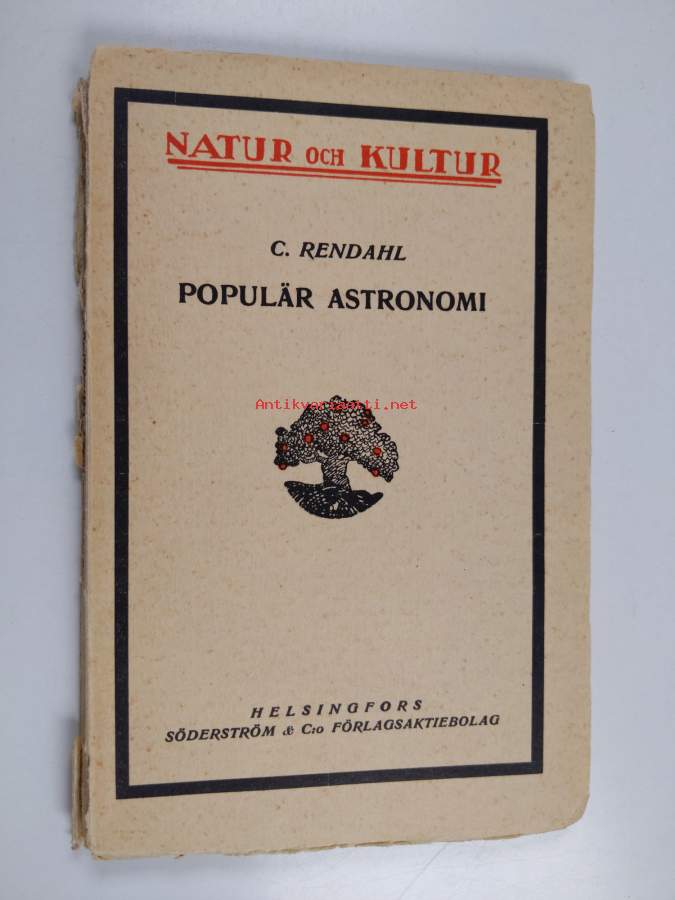 NATUR OCH KULTUR
C. RENDAHL
POPULÄR ASTRONOMI
Antikvariaatti.net
HELSINGFORS
SÖDERSTRÖM & C:o FÖRLAGSAKTIEBOLAG